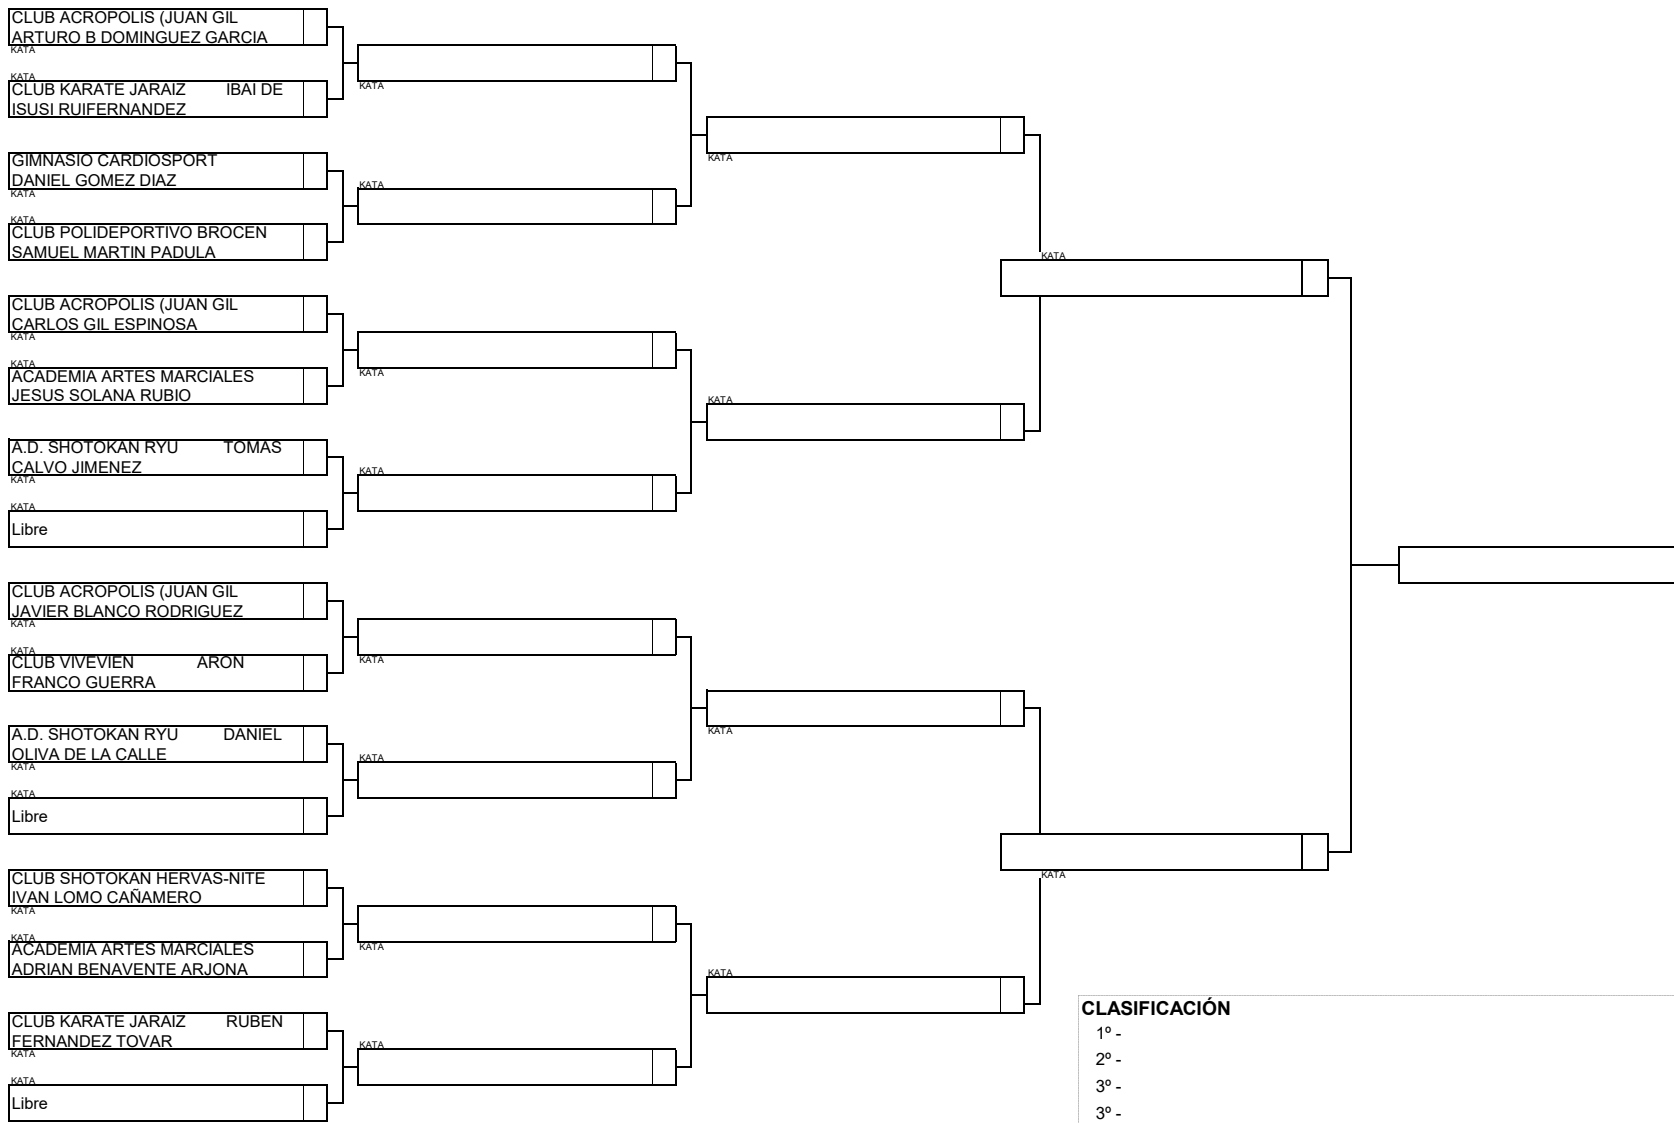 CLUB ACROPOLIS (JUAN GIL
ARTURO B DOMINGUEZ GARCIA
KATA
KATA
CLUB KARATE JARAIZ IBAI DE
ISUSI RUIFERNANDEZ
GIMNASIO CARDIOSPORT
DANIEL GOMEZ DIAZ
KATA
KATA
CLUB POLIDEPORTIVO BROCEN
SAMUEL MARTIN PADULA
CLUB ACROPOLIS (JUAN GIL
CARLOS GIL ESPINOSA
KATA
KATA
ACADEMIA ARTES MARCIALES
JESUS SOLANA RUBIO
A.D. SHOTOKAN RYU TOMAS
CALVO JIMENEZ
KATA
KATA
Libre
CLUB ACROPOLIS (JUAN GIL
JAVIER BLANCO RODRIGUEZ
KATA
KATA
CLUB VIVEVIEN ARON
FRANCO GUERRA
A.D. SHOTOKAN RYU DANIEL
OLIVA DE LA CALLE
KATA
KATA
Libre
CLUB SHOTOKAN HERVAS-NITE
IVAN LOMO CAÑAMERO
KATA
KATA
ACADEMIA ARTES MARCIALES
ADRIAN BENAVENTE ARJONA
CLUB KARATE JARAIZ RUBEN
FERNANDEZ TOVAR
KATA
KATA
Libre
KATA
KATA
KATA
KATA
KATA
KATA
KATA
KATA
KATA
KATA
KATA
KATA
KATA
KATA
CLASIFICACIÓN
1º -
2º -
3º -
3º -